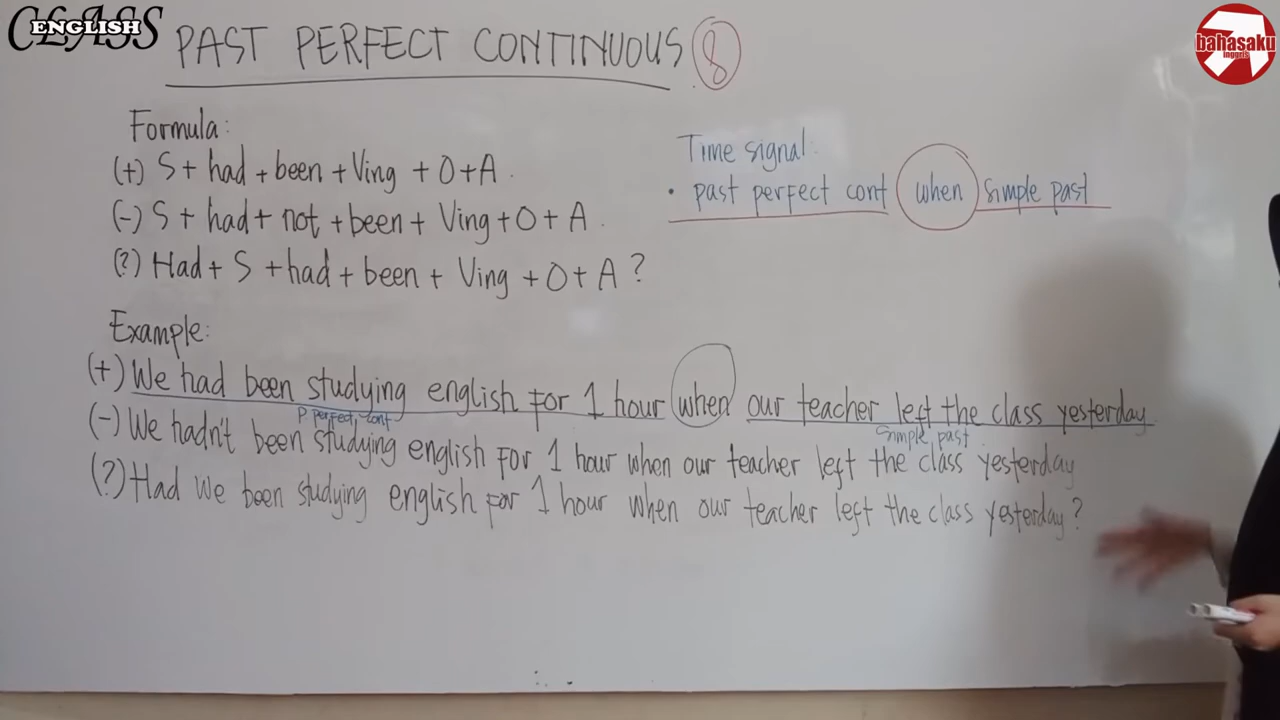 CLASS
ENGLISH
bahasaku
inggris
PAST PERFECT CONTINUOUS 8
Formula:
(+) S + had + been + Ving + O + A.
(-) S + had + not + been + Ving + O + A.
(?) Had + S + had + been + Ving + O + A ?
Time signal:
• past perfect cont when simple past
Example:
(+) We had been studying english for 1 hour when our teacher left the class yesterday
P perfect, cont
simple past
(-) We hadn't been studying english for 1 hour when our teacher left the class yesterday
(?) Had we been studying english for 1 hour when our teacher left the class yesterday?